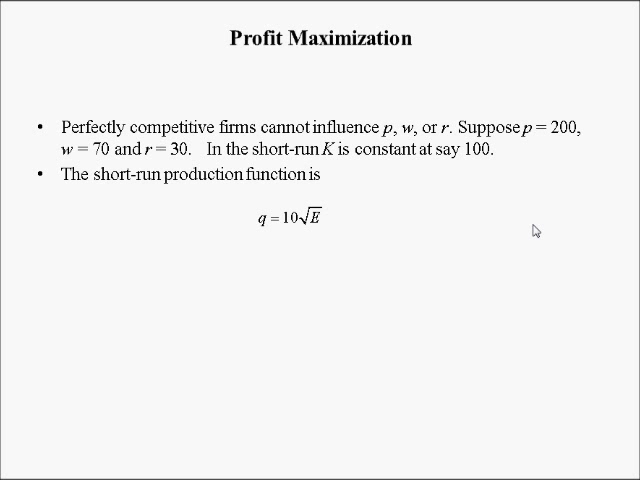 Profit Maximization
• Perfectly competitive firms cannot influence p, w, or r. Suppose p = 200,
w = 70 and r = 30. In the short-run K is constant at say 100.
• The short-run production function is
q = 10√E